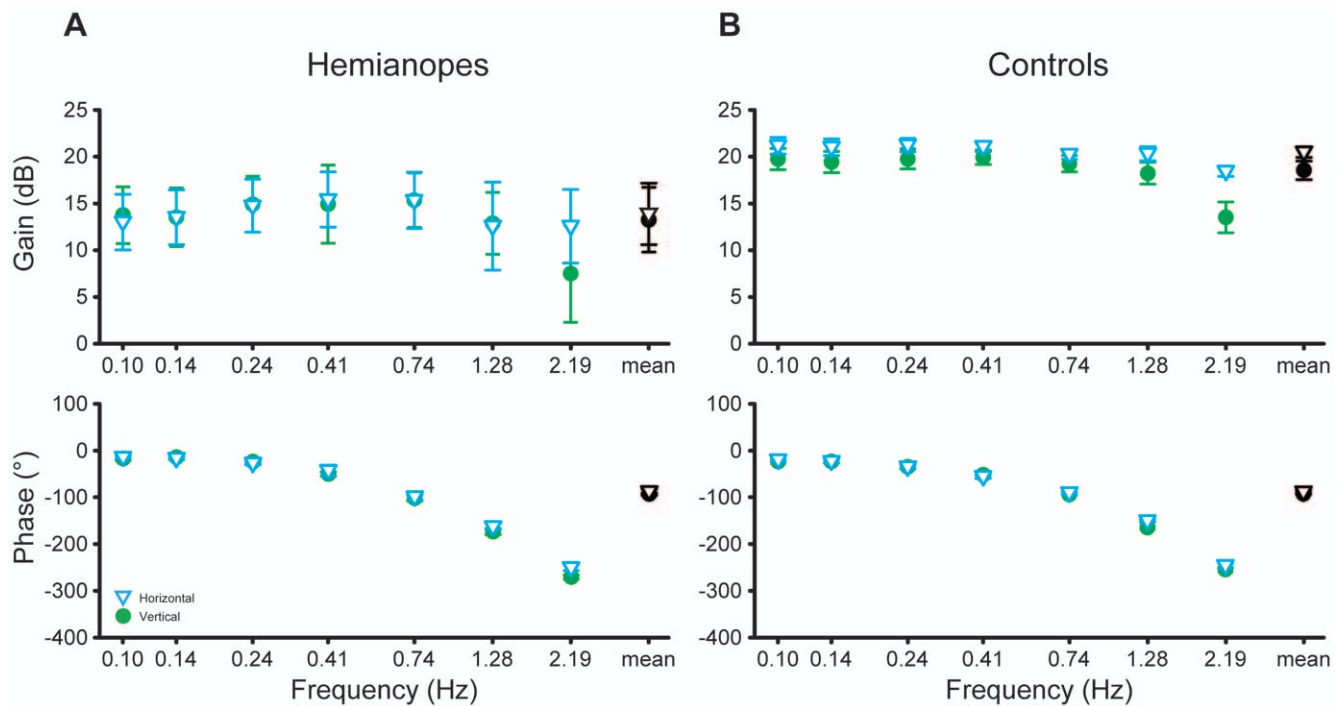 A
B
Hemianopes
Controls
25
20
15
10
5
0
Gain (dB)
0.10 0.14 0.24 0.41 0.74 1.28 2.19 mean
25
20
15
10
5
0
0.10 0.14 0.24 0.41 0.74 1.28 2.19 mean
100
0
-100
-200
-300
-400
Phase (°)
Horizontal
Vertical
0.10 0.14 0.24 0.41 0.74 1.28 2.19 mean
Frequency (Hz)
100
0
-100
-200
-300
-400
0.10 0.14 0.24 0.41 0.74 1.28 2.19 mean
Frequency (Hz)